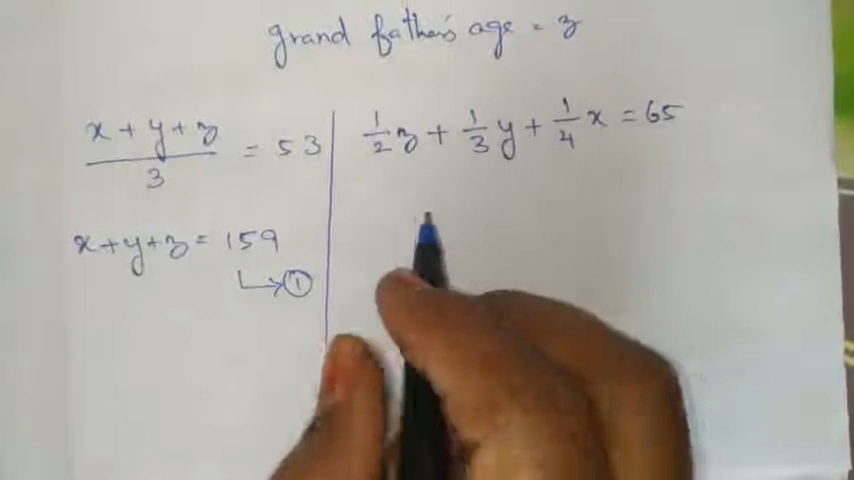 grand father's age = z
x + y + z / 3 = 53
x + y + z = 159
↳ ①
1/2 z + 1/3 y + 1/4 x = 65